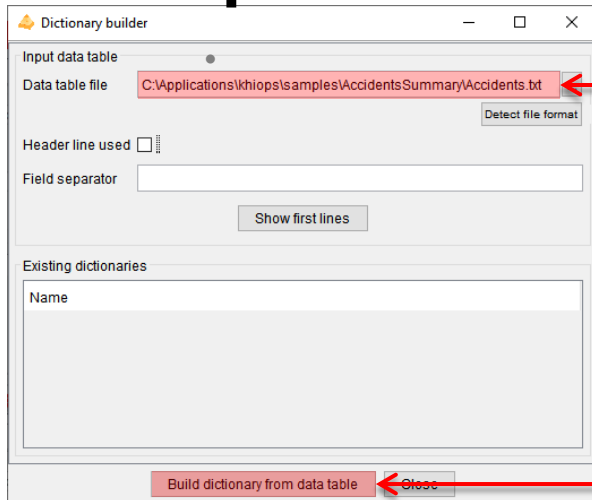 Dictionary builder
Input data table
Data table file C:\Applications\khiops\samples\AccidentsSummary\Accidents.txt
Detect file format
Header line used
Field separator
Show first lines
Existing dictionaries
Name
Build dictionary from data table Close